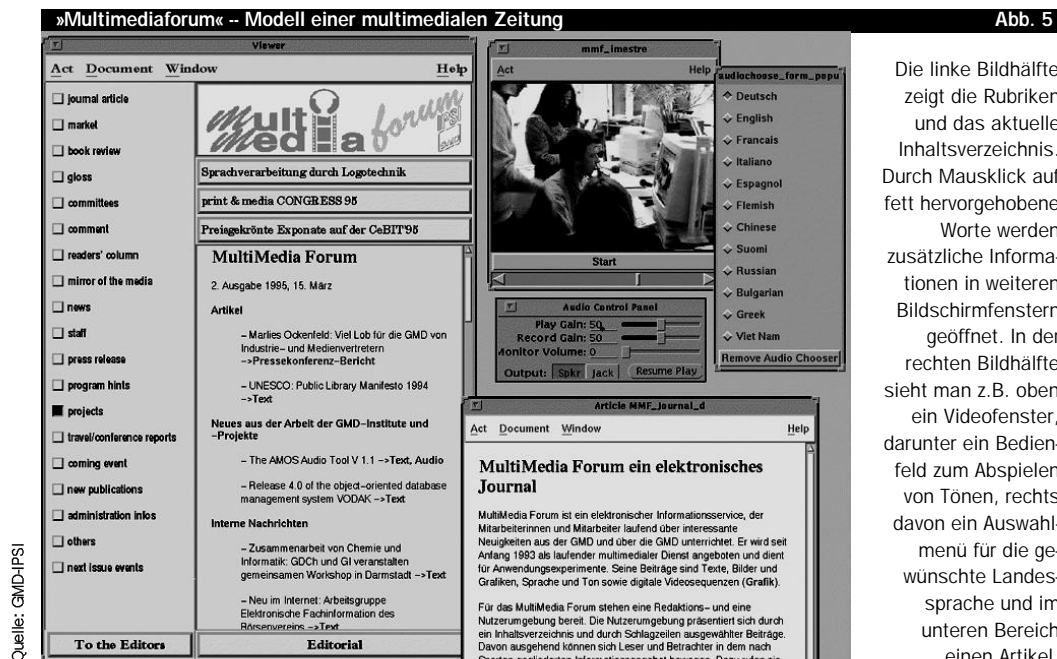 »Multimediaforum« -- Modell einer multimedialen Zeitung
Abb. 5
Viewer
Act Document Window Help
journal article
market
book review
gloss
committees
comment
readers' column
mirror of the media
news
staff
press release
program hints
projects
travel/conference reports
coming event
new publications
administration infos
others
next issue events
To the Editors
Multi Media forum
IPSI
Sprachverarbeitung durch Logotechnik
print & media CONGRESS 95
Preisgekrönte Exponate auf der CeBIT'95
MultiMedia Forum
2. Ausgabe 1995, 15. März
Artikel
– Marlies Ockenfeld: Viel Lob für die GMD von
Industrie– und Medienvertretern
–>Pressekonferenz–Bericht
– UNESCO: Public Library Manifesto 1994
–>Text
Neues aus der Arbeit der GMD–Institute und
–Projekte
– The AMOS Audio Tool V 1.1 –>Text, Audio
– Release 4.0 of the object–oriented database
management system VODAK –>Text
Interne Nachrichten
– Zusammenarbeit von Chemie und
Informatik: GDCh und GI veranstalten
gemeinsamen Workshop in Darmstadt –>Text
– Neu im Internet: Arbeitsgruppe
Elektronische Fachinformation des
Börsenvereins –>Text
Editorial
mmf_imestre
Act Help
Start
audiochoose_form_popu
Deutsch
English
Francais
Italiano
Espagnol
Flemish
Chinese
Suomi
Russian
Bulgarian
Greek
Viet Nam
Remove Audio Chooser
Audio Control Panel
Play Gain: 50
Record Gain: 50
Monitor Volume: 0
Output: Spkr Jack Resume Play
Article MMF_Journal_d
Act Document Window Help
MultiMedia Forum ein elektronisches
Journal
MultiMedia Forum ist ein elektronischer Informationsservice, der
Mitarbeiterinnen und Mitarbeiter laufend über interessante
Neuigkeiten aus der GMD und über die GMD unterrichtet. Er wird seit
Anfang 1993 als laufender multimedialer Dienst angeboten und dient
für Anwendungsexperimente. Seine Beiträge sind Texte, Bilder und
Grafiken, Sprache und Ton sowie digitale Videosequenzen (Grafik).
Für das MultiMedia Forum stehen eine Redaktions– und eine
Nutzerumgebung bereit. Die Nutzerumgebung präsentiert sich durch
ein Inhaltsverzeichnis und durch Schlagzeilen ausgewählter Beiträge.
Davon ausgehend können sich Leser und Betrachter in dem nach
Die linke Bildhälfte
zeigt die Rubriken
und das aktuelle
Inhaltsverzeichnis.
Durch Mausklick auf
fett hervorgehobene
Worte werden
zusätzliche Informa-
tionen in weiteren
Bildschirmfenstern
geöffnet. In der
rechten Bildhälfte
sieht man z.B. oben
ein Videofenster,
darunter ein Bedien-
feld zum Abspielen
von Tönen, rechts
davon ein Auswahl-
menü für die ge-
wünschte Landes-
sprache und im
unteren Bereich
einen Artikel.
Quelle: GMD-IPSI